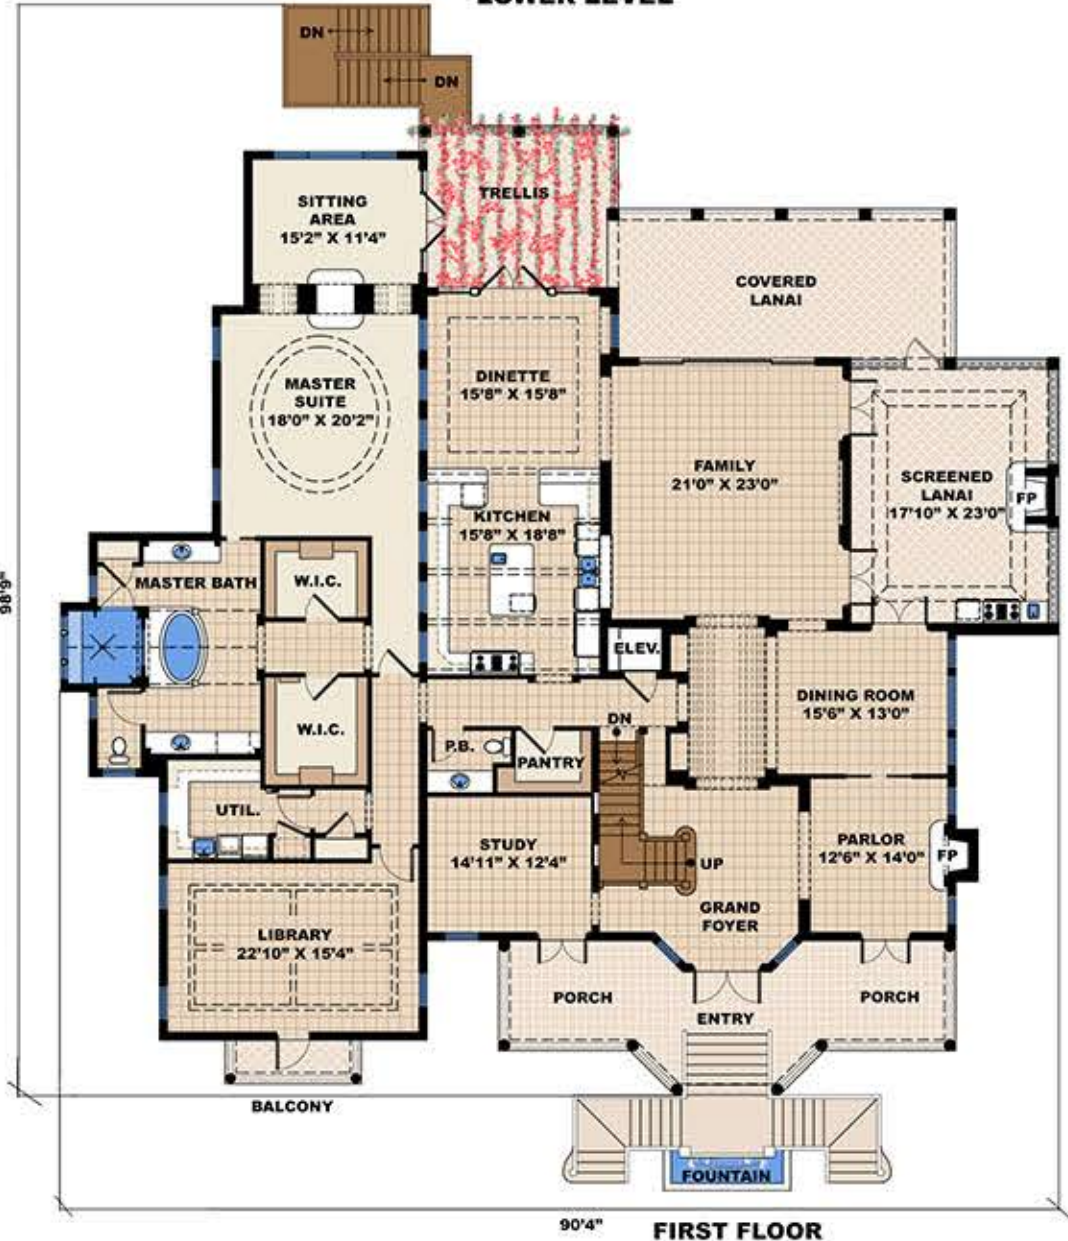 LOWER LEVEL
DN
DN
TRELLIS
SITTING
AREA
15'2" X 11'4"
COVERED
LANAI
DINETTE
15'8" X 15'8"
MASTER
SUITE
18'0" X 20'2"
FAMILY
21'0" X 23'0"
SCREENED
LANAI
17'10" X 23'0"
FP
KITCHEN
15'8" X 18'8"
MASTER BATH
W.I.C.
98'9"
ELEV.
DINING ROOM
15'6" X 13'0"
W.I.C.
DN
P.B.
PANTRY
UTIL.
STUDY
14'11" X 12'4"
UP
PARLOR
12'6" X 14'0"
FP
GRAND
FOYER
LIBRARY
22'10" X 15'4"
PORCH
PORCH
ENTRY
BALCONY
FOUNTAIN
90'4"
FIRST FLOOR